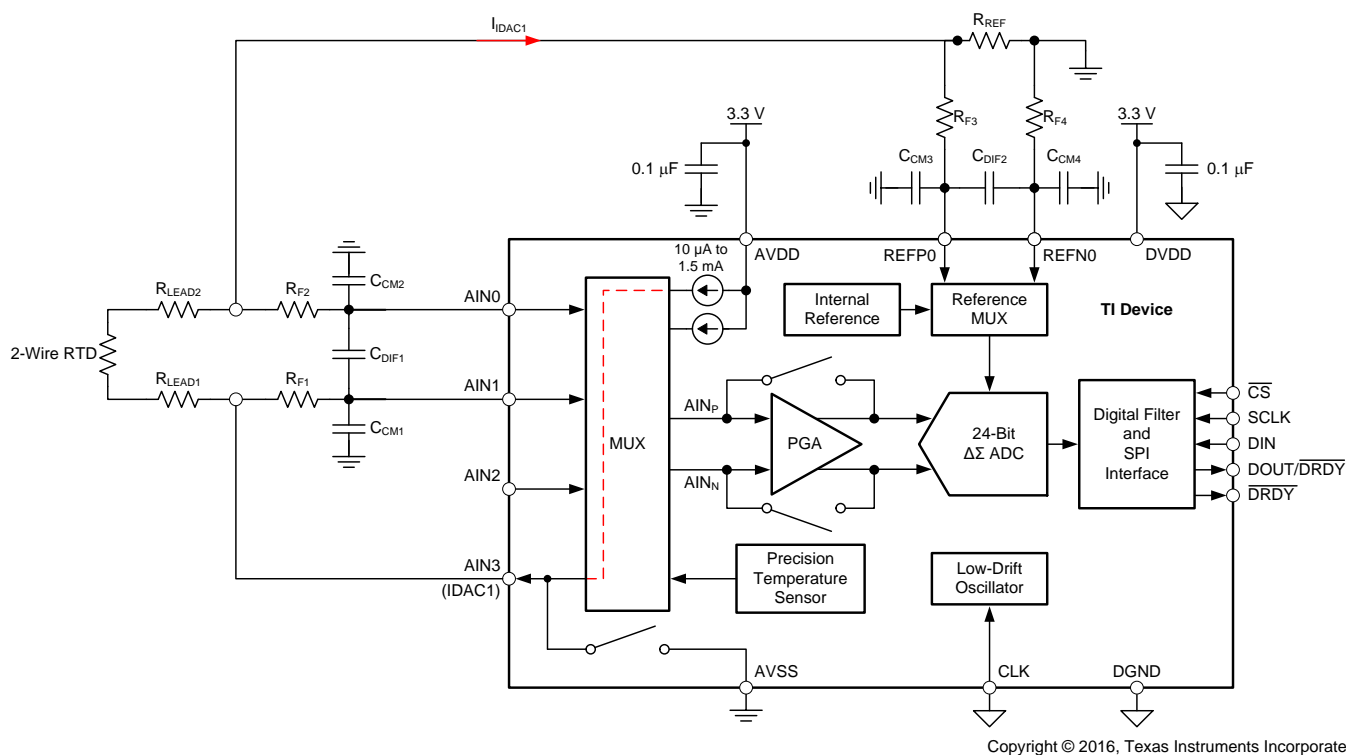 I_IDAC1
R_REF
3.3 V
R_F3
R_F4
3.3 V
0.1 µF
C_CM3
C_DIF2
C_CM4
0.1 µF
10 µA to
1.5 mA
AVDD
REFP0
REFN0
DVDD
C_CM2
R_LEAD2
R_F2
AIN0
Internal
Reference
Reference
MUX
TI Device
2-Wire RTD
C_DIF1
R_LEAD1
R_F1
AIN1
C_CM1
MUX
AIN_P
AIN_N
PGA
24-Bit
ΔΣ ADC
Digital Filter
and
SPI
Interface
C̅S̅
SCLK
DIN
DOUT/D̅R̅D̅Y̅
D̅R̅D̅Y̅
AIN2
AIN3
(IDAC1)
Precision
Temperature
Sensor
Low-Drift
Oscillator
AVSS
CLK
DGND
Copyright © 2016, Texas Instruments Incorporate